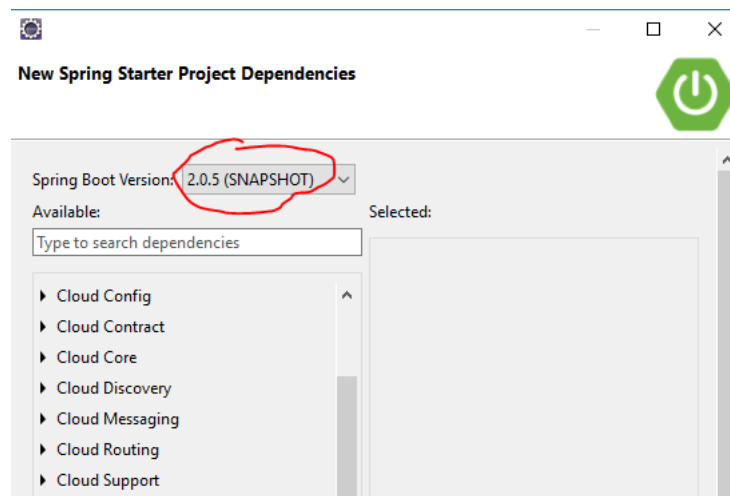 New Spring Starter Project Dependencies
Spring Boot Version: 2.0.5 (SNAPSHOT)
Available:
Selected:
Type to search dependencies
Cloud Config
Cloud Contract
Cloud Core
Cloud Discovery
Cloud Messaging
Cloud Routing
Cloud Support